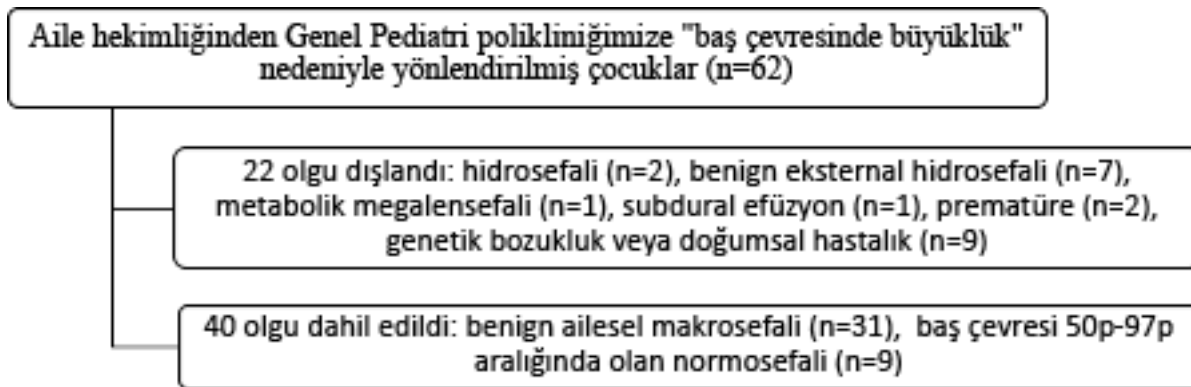 Aile hekimliğinden Genel Pediatri polikliniğimize "baş çevresinde büyüklük"
nedeniyle yönlendirilmiş çocuklar (n=62)
22 olgu dışlandı: hidrosefali (n=2), benign eksternal hidrosefali (n=7),
metabolik megalensefali (n=1), subdural efüzyon (n=1), prematüre (n=2),
genetik bozukluk veya doğumsal hastalık (n=9)
40 olgu dahil edildi: benign ailesel makrosefali (n=31), baş çevresi 50p-97p
aralığında olan normosefali (n=9)